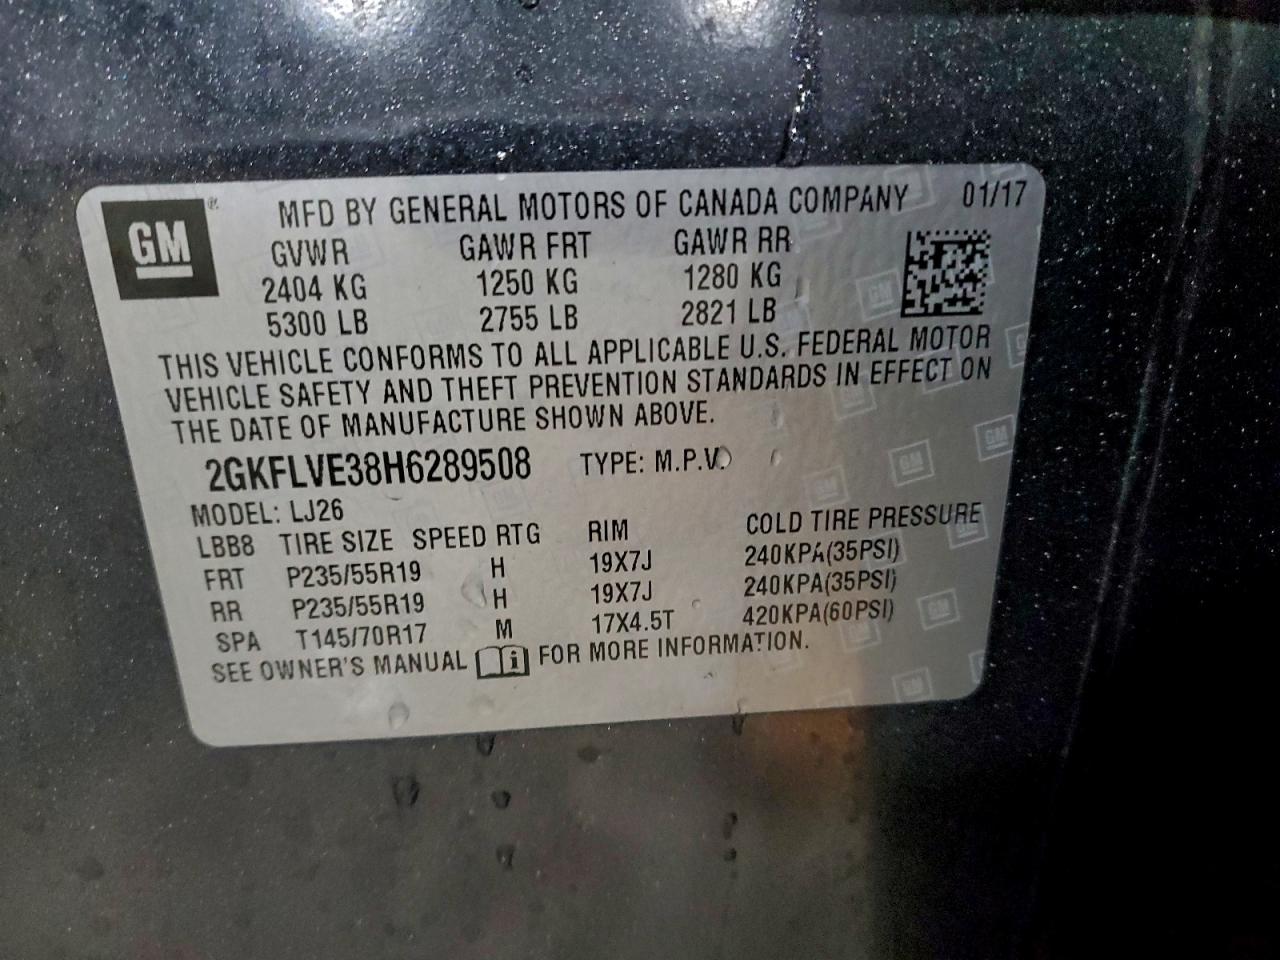 GM ® MFD BY GENERAL MOTORS OF CANADA COMPANY 01/17
GVWR GAWR FRT GAWR RR
2404 KG 1250 KG 1280 KG
5300 LB 2755 LB 2821 LB
THIS VEHICLE CONFORMS TO ALL APPLICABLE U.S. FEDERAL MOTOR
VEHICLE SAFETY AND THEFT PREVENTION STANDARDS IN EFFECT ON
THE DATE OF MANUFACTURE SHOWN ABOVE.
2GKFLVE38H6289508 TYPE: M.P.V.
MODEL: LJ26
LBB8 TIRE SIZE SPEED RTG RIM COLD TIRE PRESSURE
FRT P235/55R19 H 19X7J 240KPA(35PSI)
RR P235/55R19 H 19X7J 240KPA(35PSI)
SPA T145/70R17 M 17X4.5T 420KPA(60PSI)
SEE OWNER'S MANUAL i FOR MORE INFORMATION.